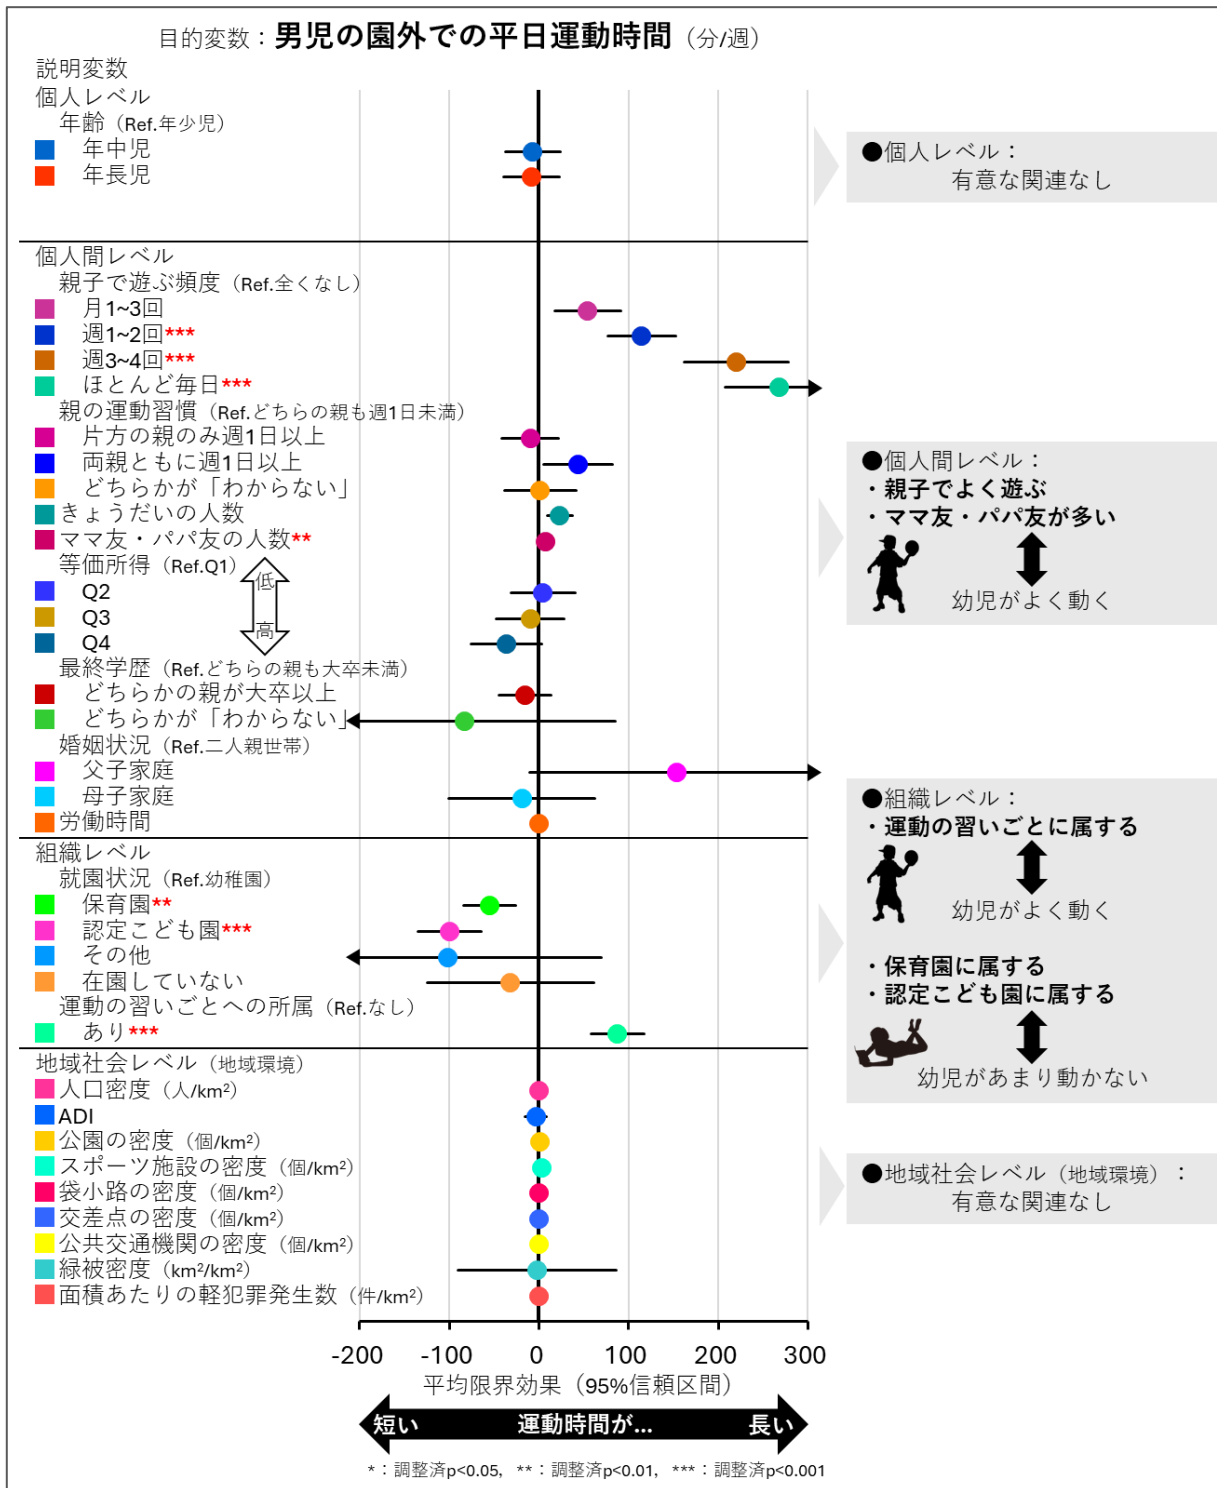 目的変数：男児の園外での平日運動時間（分/週）
説明変数
個人レベル
年齢（Ref.年少児）
年中児
年長児
●個人レベル：
有意な関連なし
個人間レベル
親子で遊ぶ頻度（Ref.全くなし）
月1~3回
週1~2回***
週3~4回***
ほとんど毎日***
親の運動習慣（Ref.どちらの親も週1日未満）
片方の親のみ週1日以上
両親ともに週1日以上
どちらかが「わからない」
きょうだいの人数
ママ友・パパ友の人数**
等価所得（Ref.Q1）
低
Q2
Q3
高
Q4
最終学歴（Ref.どちらの親も大卒未満）
どちらかの親が大卒以上
どちらかが「わからない」
婚姻状況（Ref.二人親世帯）
父子家庭
母子家庭
労働時間
●個人間レベル：
・親子でよく遊ぶ
・ママ友・パパ友が多い
幼児がよく動く
組織レベル
就園状況（Ref.幼稚園）
保育園**
認定こども園***
その他
在園していない
運動の習いごとへの所属（Ref.なし）
あり***
●組織レベル：
・運動の習いごとに属する
幼児がよく動く
・保育園に属する
・認定こども園に属する
幼児があまり動かない
地域社会レベル（地域環境）
人口密度（人/km²）
ADI
公園の密度（個/km²）
スポーツ施設の密度（個/km²）
袋小路の密度（個/km²）
交差点の密度（個/km²）
公共交通機関の密度（個/km²）
緑被密度（km²/km²）
面積あたりの軽犯罪発生数（件/km²）
●地域社会レベル（地域環境）：
有意な関連なし
-200 -100 0 100 200 300
平均限界効果（95%信頼区間）
短い 運動時間が... 長い
*：調整済p<0.05, **：調整済p<0.01, ***：調整済p<0.001